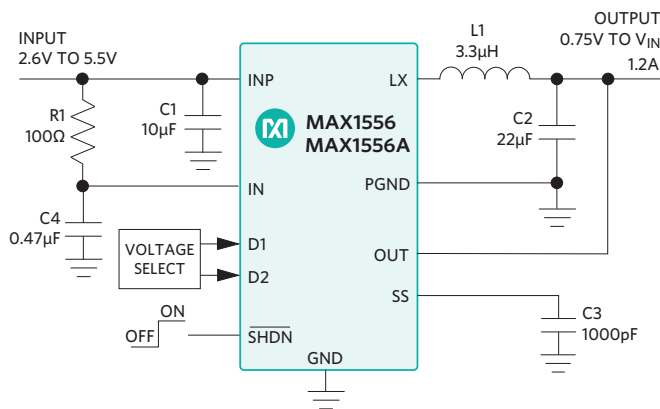 INPUT
2.6V TO 5.5V
R1
100Ω
C1
10µF
C4
0.47µF
VOLTAGE
SELECT
OFF
ON
INP
IN
D1
D2
SHDN
GND
MAX1556
MAX1556A
LX
PGND
OUT
SS
L1
3.3µH
C2
22µF
C3
1000pF
OUTPUT
0.75V TO VIN
1.2A